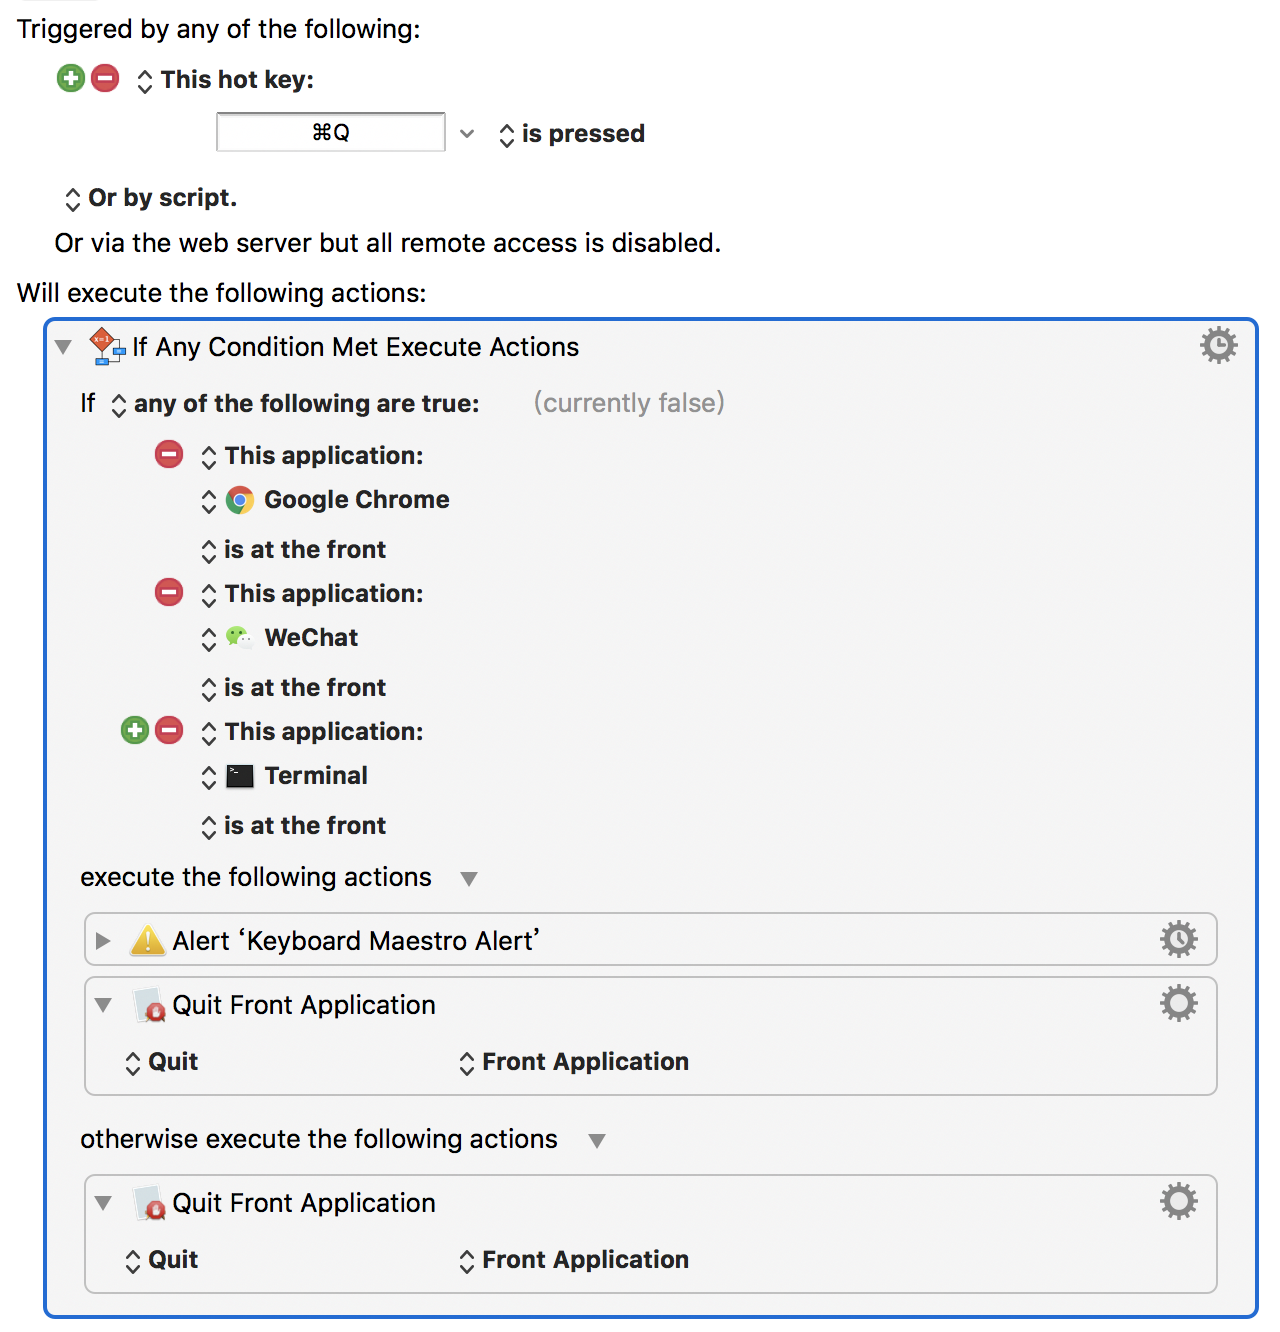 Triggered by any of the following:
This hot key:
⌘Q is pressed
Or by script.
Or via the web server but all remote access is disabled.
Will execute the following actions:
If Any Condition Met Execute Actions
If any of the following are true: (currently false)
This application:
Google Chrome
is at the front
This application:
WeChat
is at the front
This application:
Terminal
is at the front
execute the following actions
Alert ‘Keyboard Maestro Alert’
Quit Front Application
Quit Front Application
otherwise execute the following actions
Quit Front Application
Quit Front Application